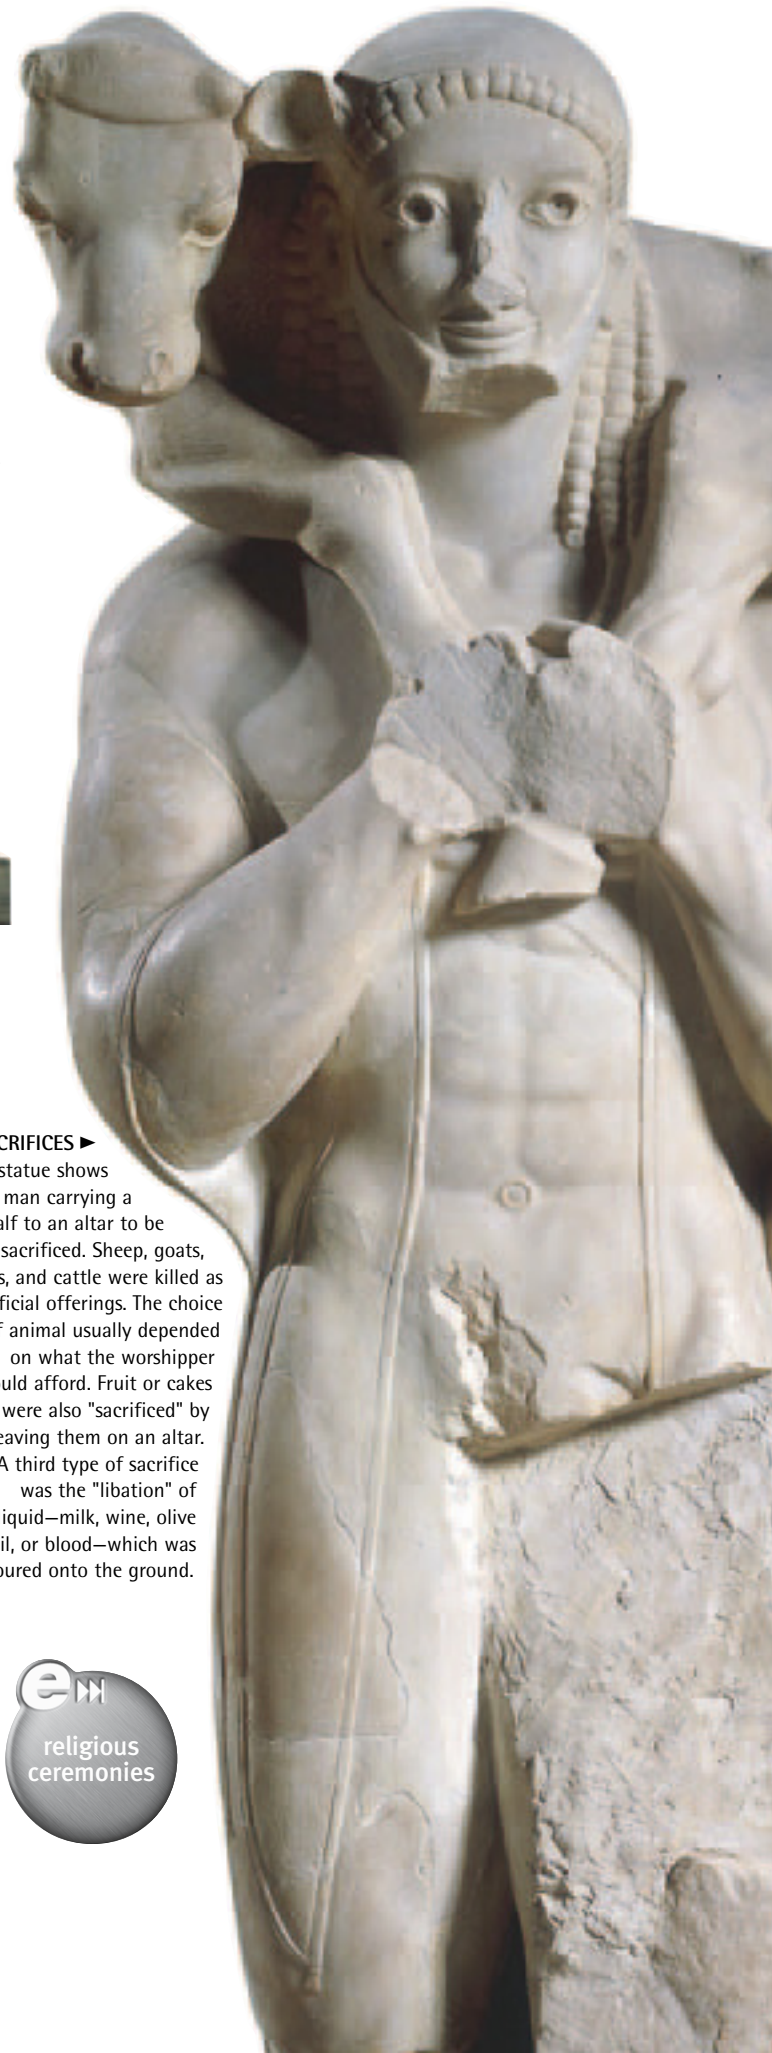 CRIFICES ►
statue shows
man carrying a
alf to an altar to be
sacrificed. Sheep, goats,
s, and cattle were killed as
ficial offerings. The choice
f animal usually depended
on what the worshipper
uld afford. Fruit or cakes
were also "sacrificed" by
eaving them on an altar.
A third type of sacrifice
was the "libation" of
iquid—milk, wine, olive
il, or blood—which was
oured onto the ground.
e
religious
ceremonies